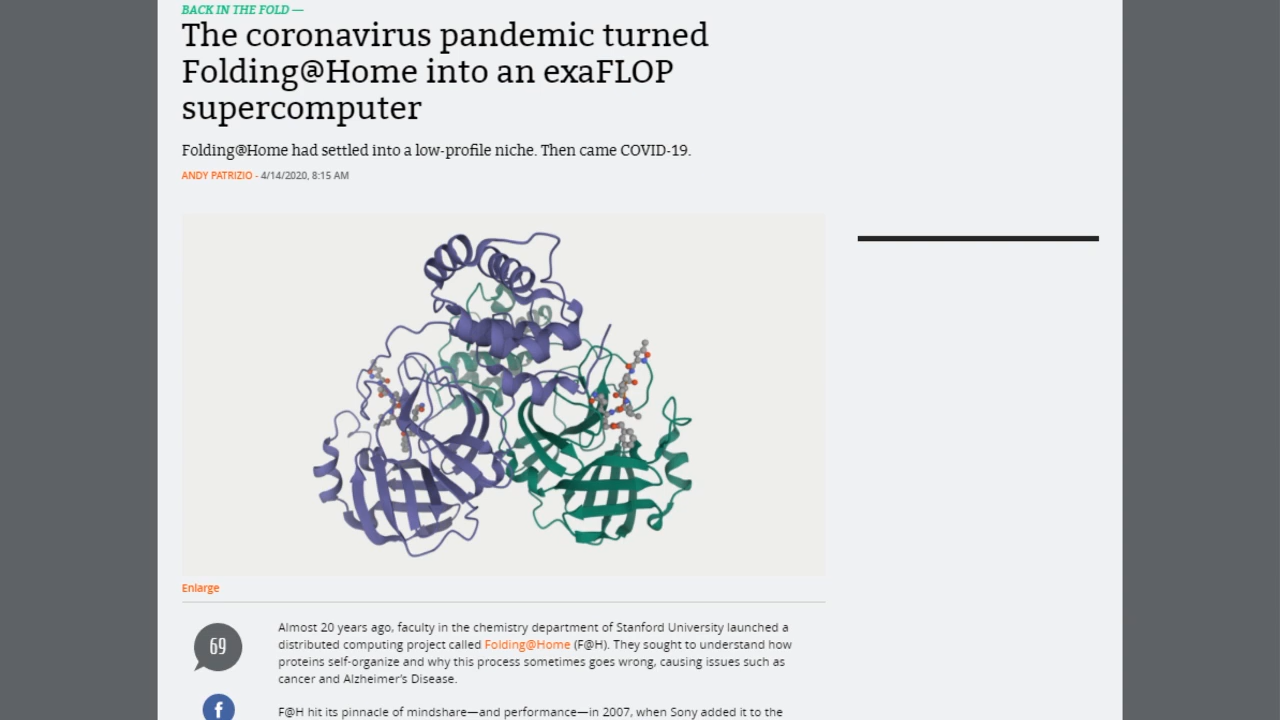 BACK IN THE FOLD —
The coronavirus pandemic turned
Folding@Home into an exaFLOP
supercomputer
Folding@Home had settled into a low-profile niche. Then came COVID-19.
ANDY PATRIZIO - 4/14/2020, 8:15 AM
Enlarge
69
Almost 20 years ago, faculty in the chemistry department of Stanford University launched a
distributed computing project called Folding@Home (F@H). They sought to understand how
proteins self-organize and why this process sometimes goes wrong, causing issues such as
cancer and Alzheimer's Disease.
f
F@H hit its pinnacle of mindshare—and performance—in 2007, when Sony added it to the